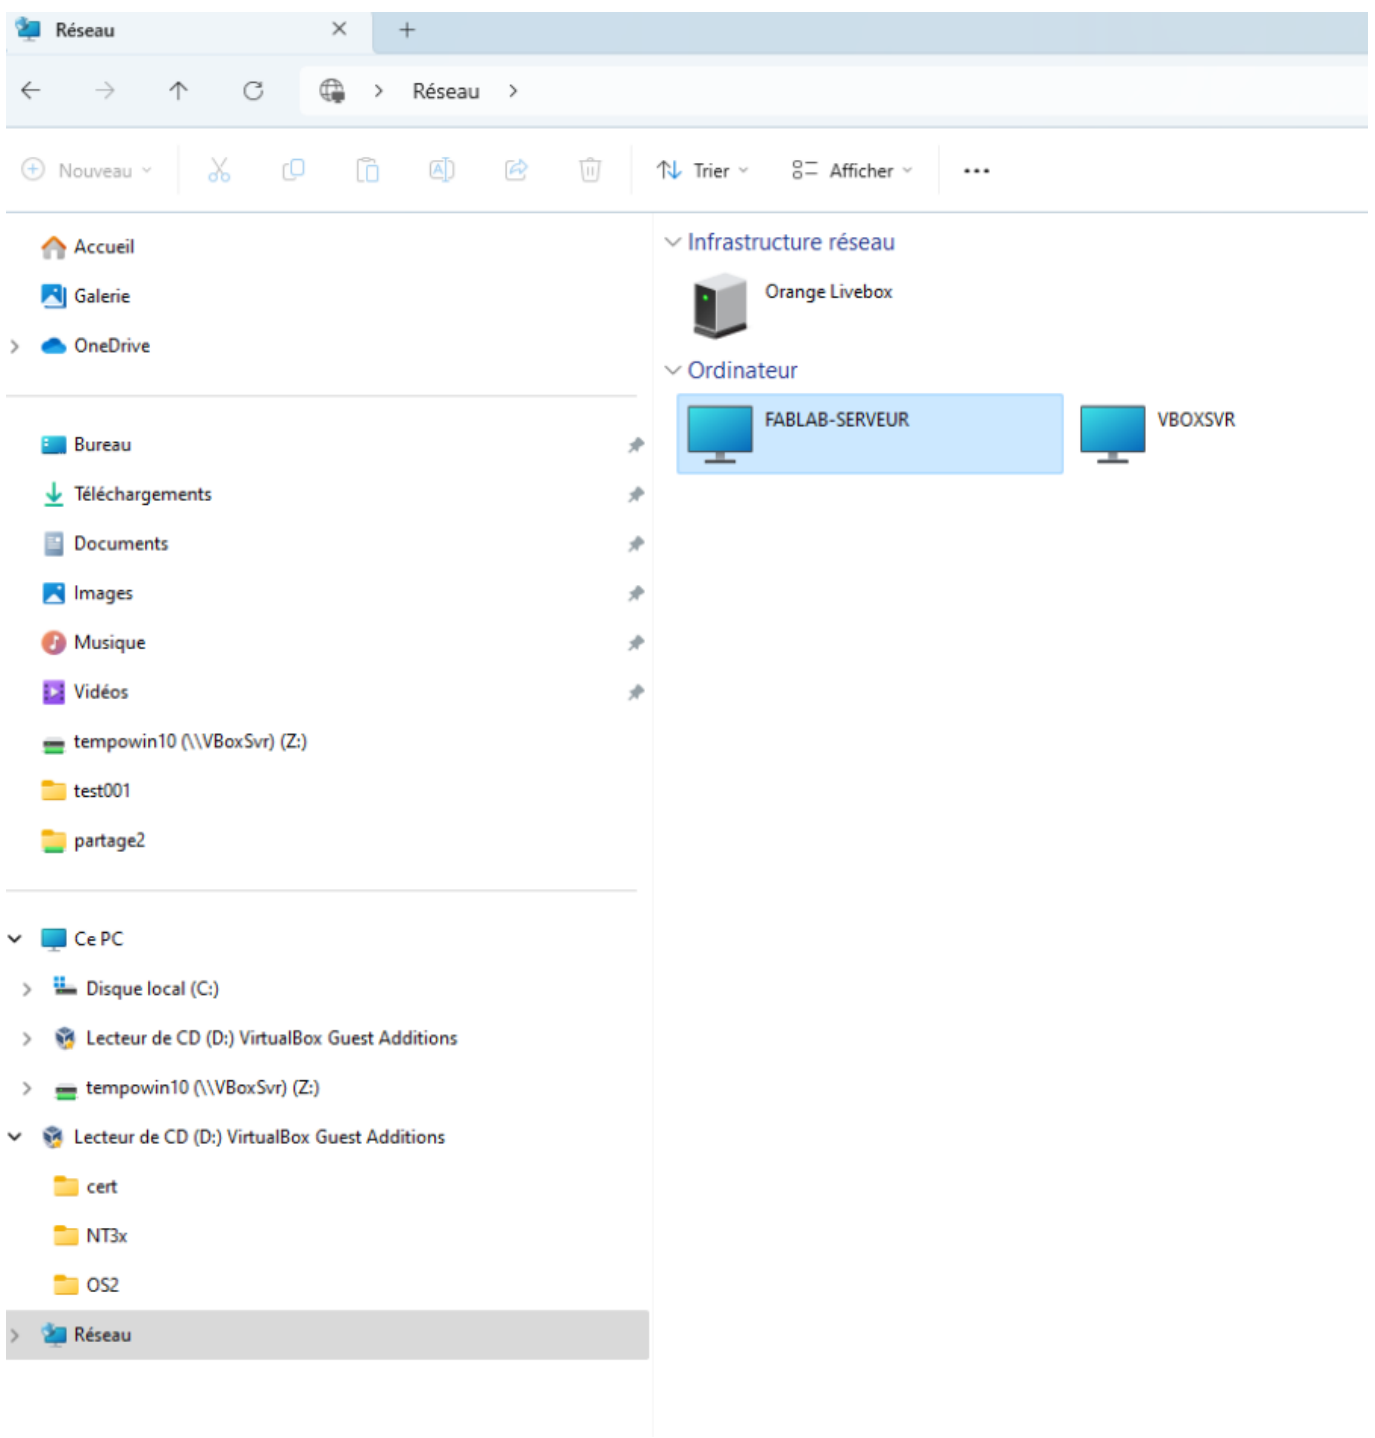 Réseau
Réseau
Nouveau
Trier
Afficher
Accueil
Galerie
OneDrive
Bureau
Téléchargements
Documents
Images
Musique
Vidéos
tempowin10 (\\VBoxSvr) (Z:)
test001
partage2
Ce PC
Disque local (C:)
Lecteur de CD (D:) VirtualBox Guest Additions
tempowin10 (\\VBoxSvr) (Z:)
Lecteur de CD (D:) VirtualBox Guest Additions
cert
NT3x
OS2
Réseau
Infrastructure réseau
Orange Livebox
Ordinateur
FABLAB-SERVEUR
VBOXSVR